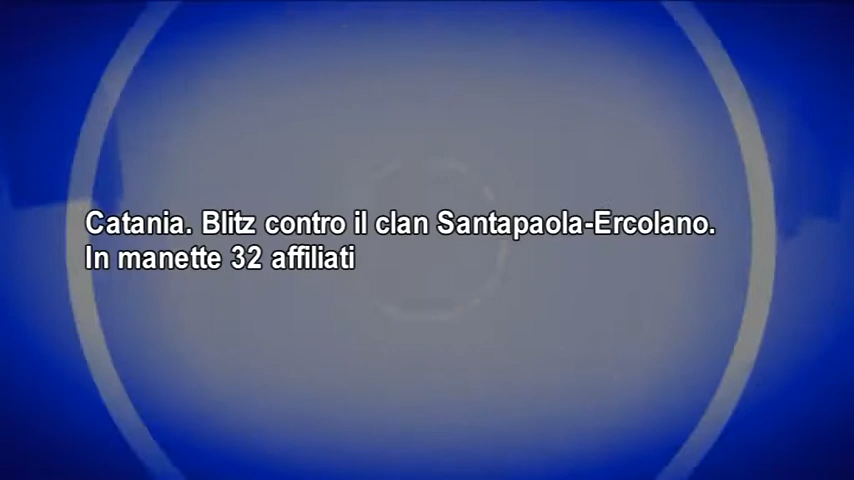 Catania. Blitz contro il clan Santapaola-Ercolano.
In manette 32 affiliati